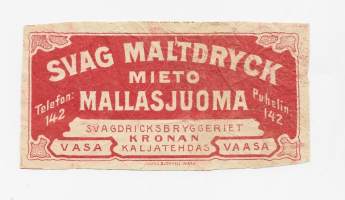 SVAG MALTDRYCK
MIETO
Telefon: MALLASJUOMA Puhelin:
142 142
SVAGDRICKSBRYGGERIET
KRONAN
VASA KALJATEHDAS VAASA